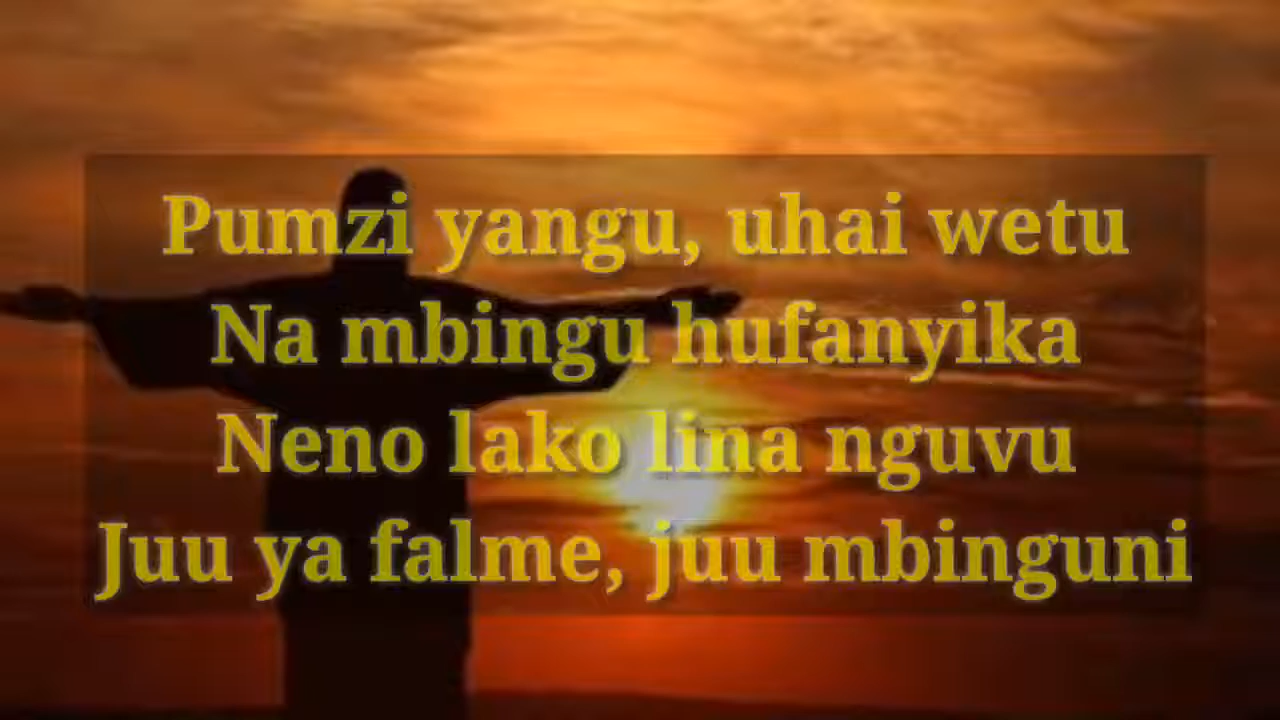 Pumzi yangu, uhai wetu
Na mbingu hufanyika
Neno lako lina nguvu
Juu ya falme, juu mbinguni